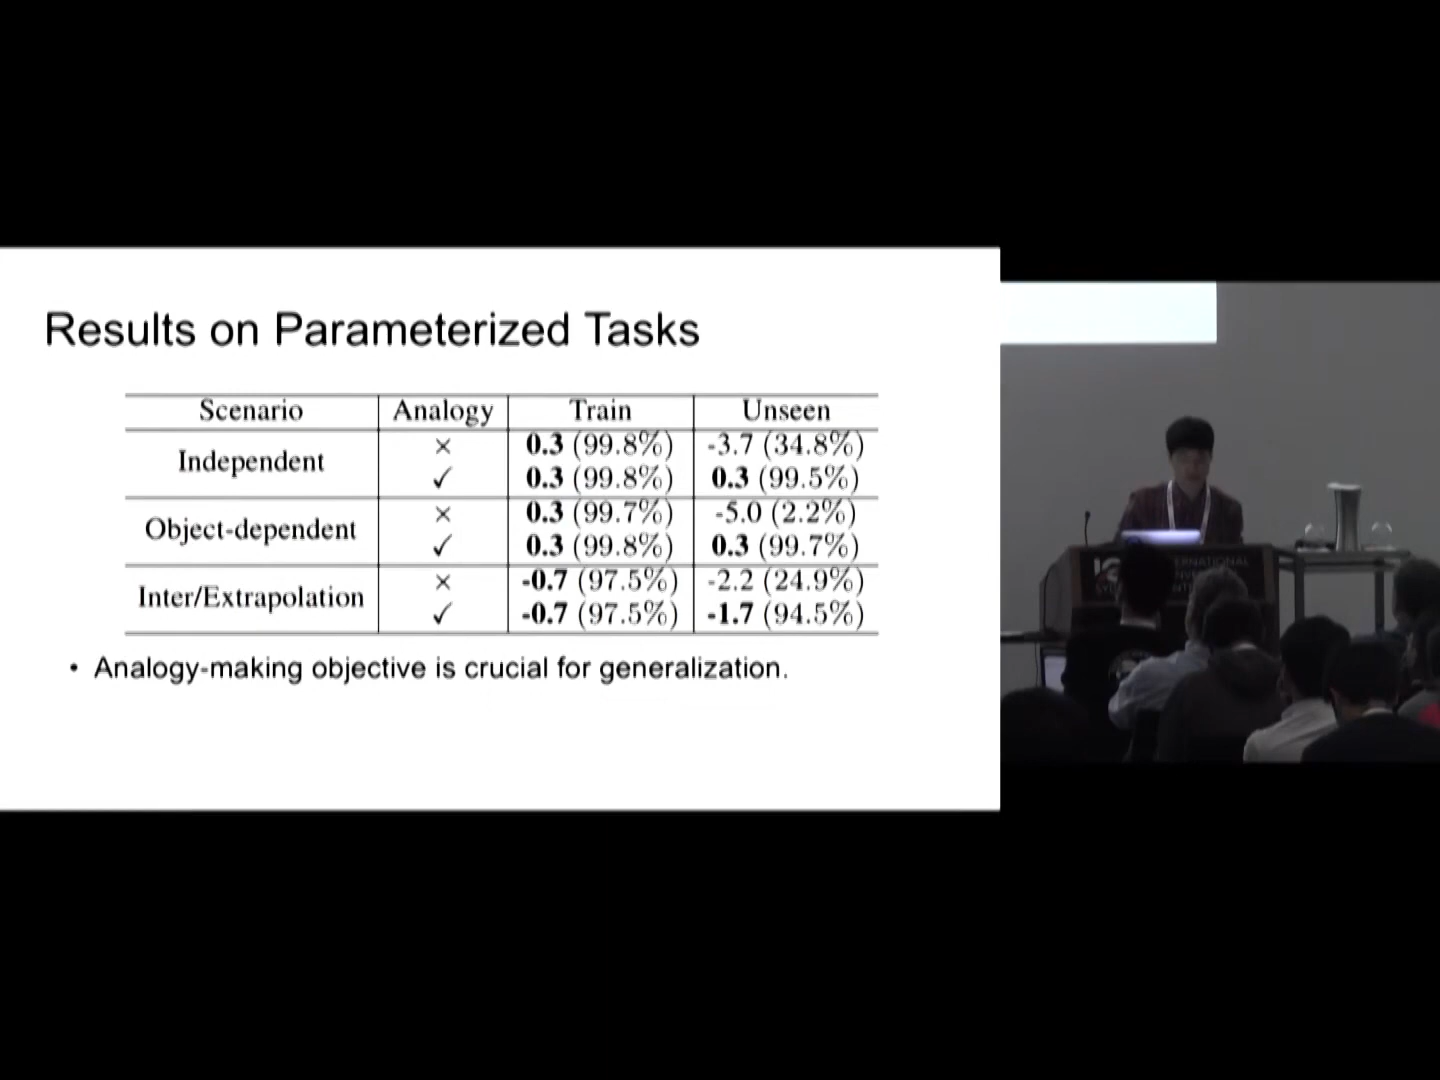 Results on Parameterized Tasks
Scenario Analogy Train Unseen
Independent × 0.3 (99.8%) -3.7 (34.8%)
✓ 0.3 (99.8%) 0.3 (99.5%)
Object-dependent × 0.3 (99.7%) -5.0 (2.2%)
✓ 0.3 (99.8%) 0.3 (99.7%)
Inter/Extrapolation × -0.7 (97.5%) -2.2 (24.9%)
✓ -0.7 (97.5%) -1.7 (94.5%)
• Analogy-making objective is crucial for generalization.